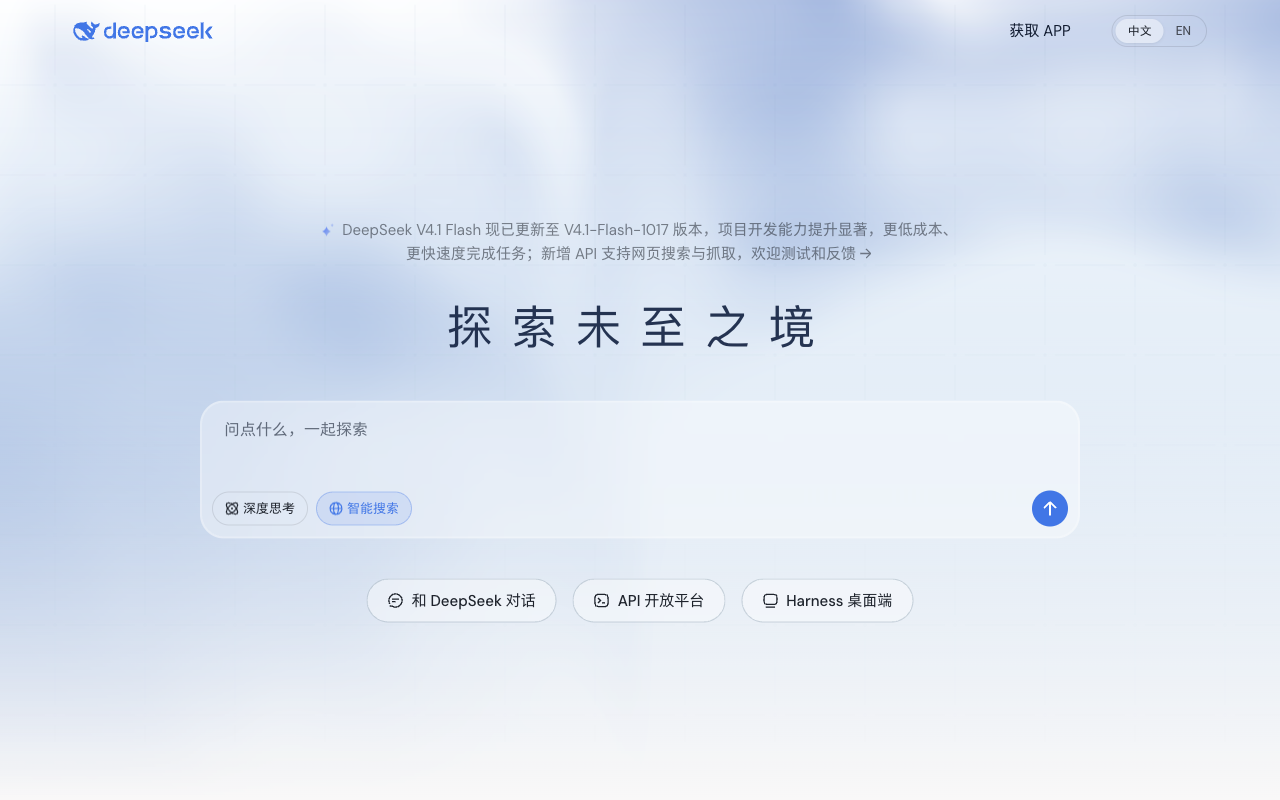 deepseek
获取 APP
中文
EN
DeepSeek V4.1 Flash 现已更新至 V4.1-Flash-1017 版本，项目开发能力提升显著，更低成本、
更快速度完成任务；新增 API 支持网页搜索与抓取，欢迎测试和反馈 →
探索未至之境
问点什么，一起探索
深度思考
智能搜索
和 DeepSeek 对话
API 开放平台
Harness 桌面端